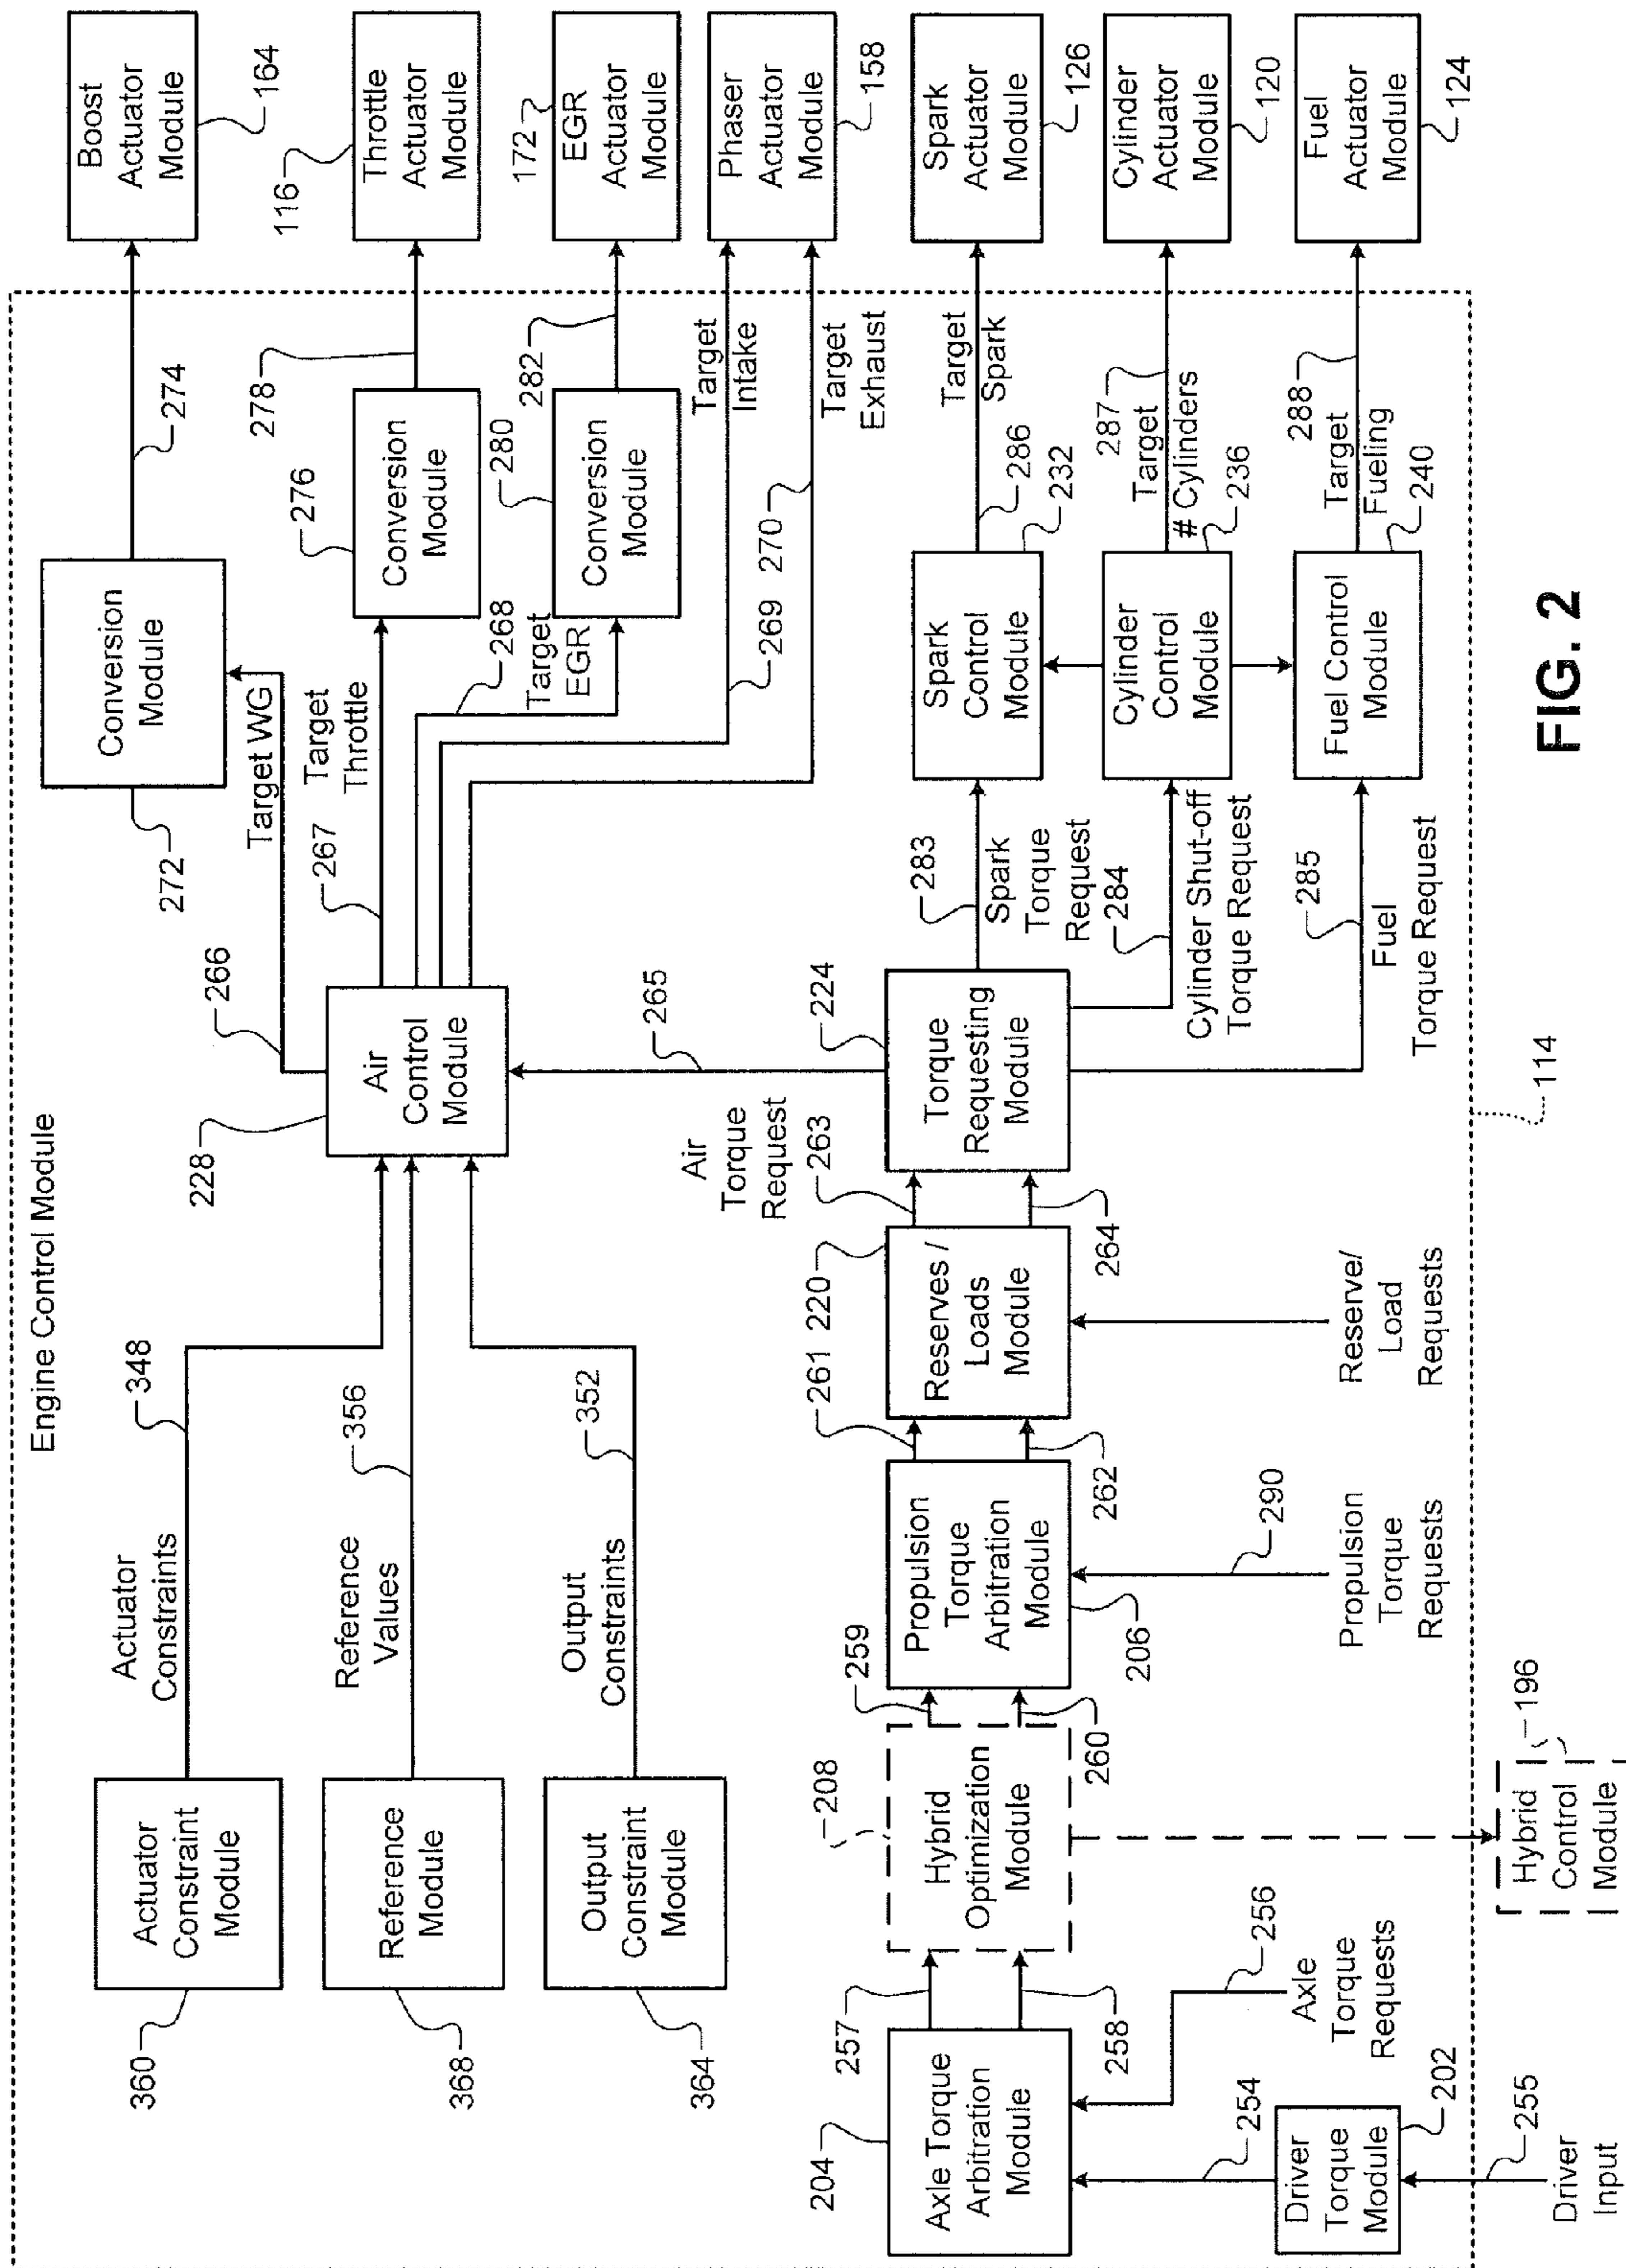 Engine Control Module
Actuator
Constraint
Module
360
Actuator
Constraints
348
Reference
Module
368
Reference
Values
356
Output
Constraint
Module
364
Output
Constraints
352
228
Air
Control
Module
266
Target WG
272
Conversion
Module
274
Boost
Actuator
Module
164
267
Target
Throttle
276
Conversion
Module
278
116
Throttle
Actuator
Module
268
Target
EGR
280
Conversion
Module
282
172
EGR
Actuator
Module
269
Target
Intake
270
Target
Exhaust
Phaser
Actuator
Module
158
265
Air
Torque
Request
204
Axle Torque
Arbitration
Module
257
258
208
Hybrid
Optimization
Module
259
260
Propulsion
Torque
Arbitration
Module
206
261
262
220
Reserves /
Loads
Module
263
264
224
Torque
Requesting
Module
283
Spark
Torque
Request
Spark
Control
Module
232
286
Target
Spark
Spark
Actuator
Module
126
284
Cylinder Shut-off
Torque Request
Cylinder
Control
Module
236
287
Target
# Cylinders
Cylinder
Actuator
Module
120
285
Fuel
Torque Request
Fuel Control
Module
240
288
Target
Fueling
Fuel
Actuator
Module
124
254
Driver
Torque
Module
202
255
Driver
Input
256
Axle
Torque
Requests
290
Propulsion
Torque
Requests
Reserve/
Load
Requests
196
Hybrid
Control
Module
114
FIG. 2